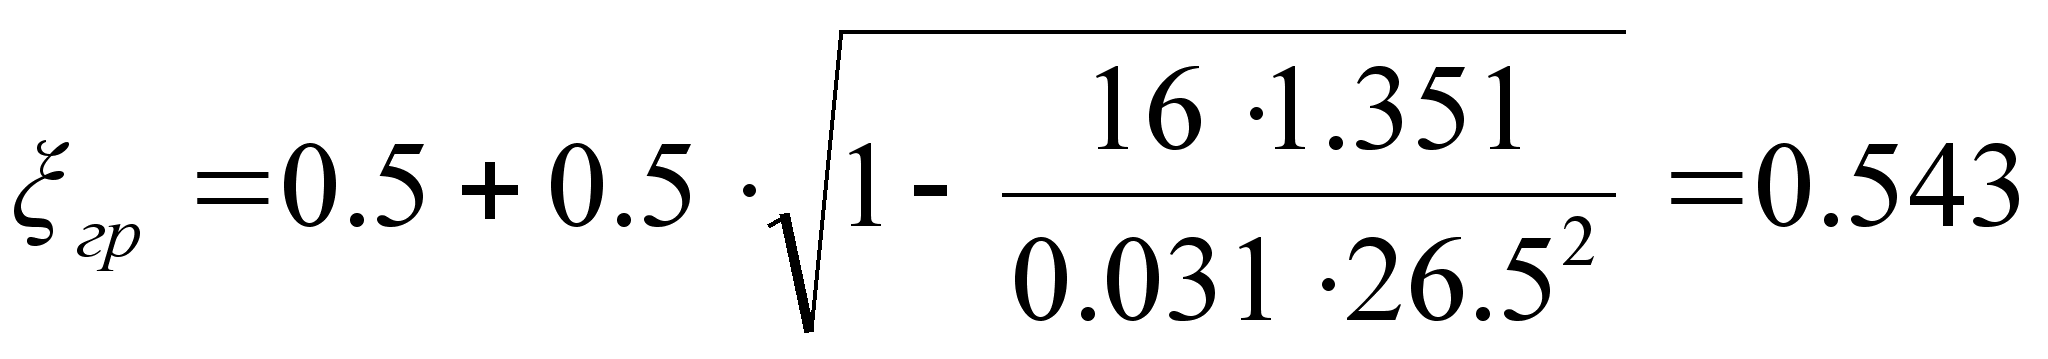 ξ_гр = 0.5 + 0.5 · √(1 - (16 · 1.351)/(0.031 · 26.5²)) = 0.543